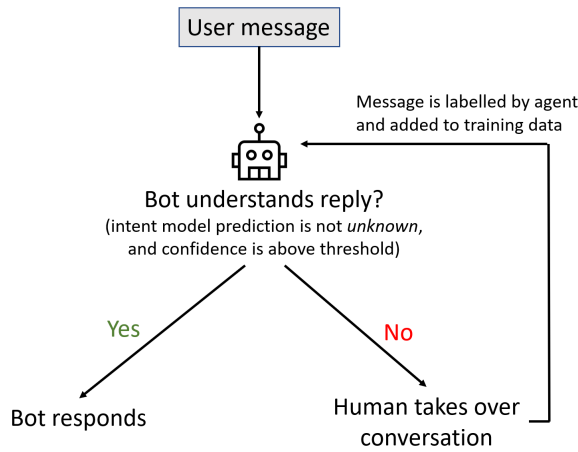 User message
Message is labelled by agent
and added to training data
Bot understands reply?
(intent model prediction is not unknown,
and confidence is above threshold)
Yes
No
Bot responds
Human takes over
conversation